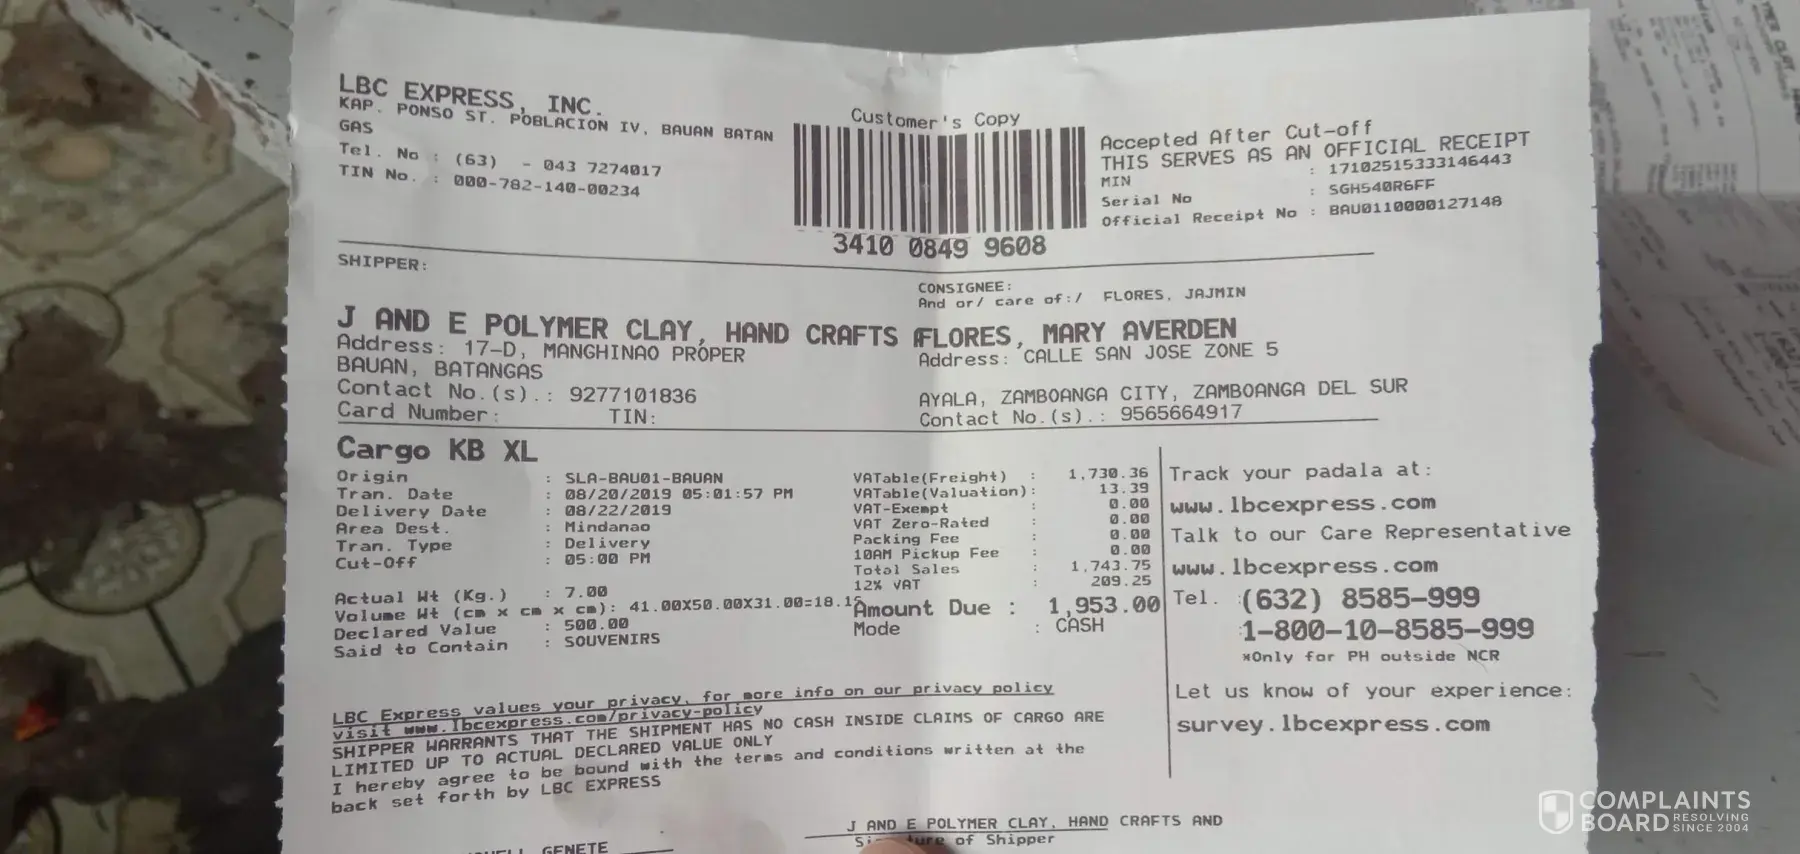 LBC EXPRESS, INC.
KAP. PONSO ST. POBLACION IV, BAUAN BATAN
GAS
Tel. No : (63) - 043 7274017
TIN No. : 000-782-140-00234
Customer's Copy
3410 0849 9608
Accepted After Cut-off
THIS SERVES AS AN OFFICIAL RECEIPT
MIN : 17102515333146443
Serial No : SGH540R6FF
Official Receipt No : BAU0110000127148
SHIPPER:
J AND E POLYMER CLAY, HAND CRAFTS
Address: 17-D, MANGHINAO PROPER
BAUAN, BATANGAS
Contact No.(s).: 9277101836
Card Number: TIN:
CONSIGNEE:
And or/ care of:/ FLORES, JAJMIN
FLORES, MARY AVERDEN
Address: CALLE SAN JOSE ZONE 5
AYALA, ZAMBOANGA CITY, ZAMBOANGA DEL SUR
Contact No.(s).: 9565664917
Cargo KB XL
Origin : SLA-BAU01-BAUAN
Tran. Date : 08/20/2019 05:01:57 PM
Delivery Date : 08/22/2019
Area Dest. : Mindanao
Tran. Type : Delivery
Cut-Off : 05:00 PM
Actual Wt (Kg.) : 7.00
Volume Wt (cm x cm x cm): 41.00X50.00X31.00=18.15
Declared Value : 500.00
Said to Contain : SOUVENIRS
VATable(Freight) : 1,730.36
VATable(Valuation): 13.39
VAT-Exempt : 0.00
VAT Zero-Rated : 0.00
Packing Fee : 0.00
10AM Pickup Fee : 0.00
Total Sales : 1,743.75
12% VAT : 209.25
Amount Due : 1,953.00
Mode : CASH
Track your padala at:
www.lbcexpress.com
Talk to our Care Representative
www.lbcexpress.com
Tel. (632) 8585-999
1-800-10-8585-999
*Only for PH outside NCR
Let us know of your experience:
survey.lbcexpress.com
LBC Express values your privacy, for more info on our privacy policy
visit www.lbcexpress.com/privacy-policy
SHIPPER WARRANTS THAT THE SHIPMENT HAS NO CASH INSIDE CLAIMS OF CARGO ARE
LIMITED UP TO ACTUAL DECLARED VALUE ONLY
I hereby agree to be bound with the terms and conditions written at the
back set forth by LBC EXPRESS
GENETE
J AND E POLYMER CLAY, HAND CRAFTS AND
of Shipper
COMPLAINTS
BOARD RESOLVING
SINCE 2004